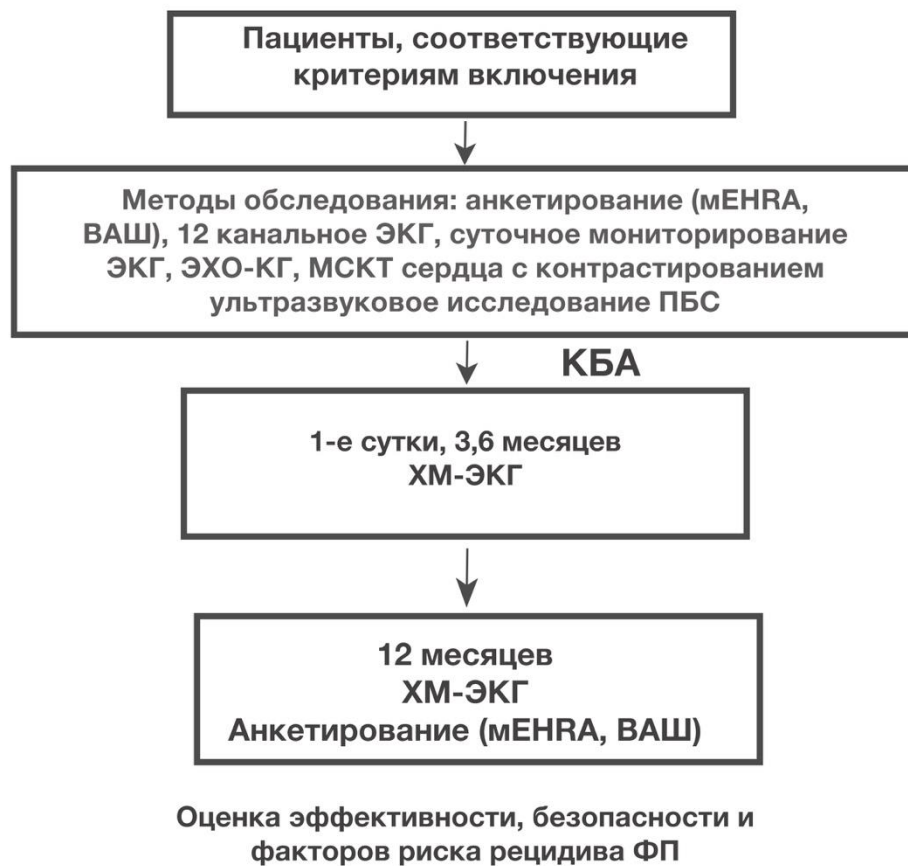 Пациенты, соответствующие
критериям включения
Методы обследования: анкетирование (мEHRA,
ВАШ), 12 канальное ЭКГ, суточное мониторирование
ЭКГ, ЭХО-КГ, МСКТ сердца с контрастированием
ультразвуковое исследование ПБС
КБА
1-е сутки, 3,6 месяцев
ХМ-ЭКГ
12 месяцев
ХМ-ЭКГ
Анкетирование (мEHRA, ВАШ)
Оценка эффективности, безопасности и
факторов риска рецидива ФП